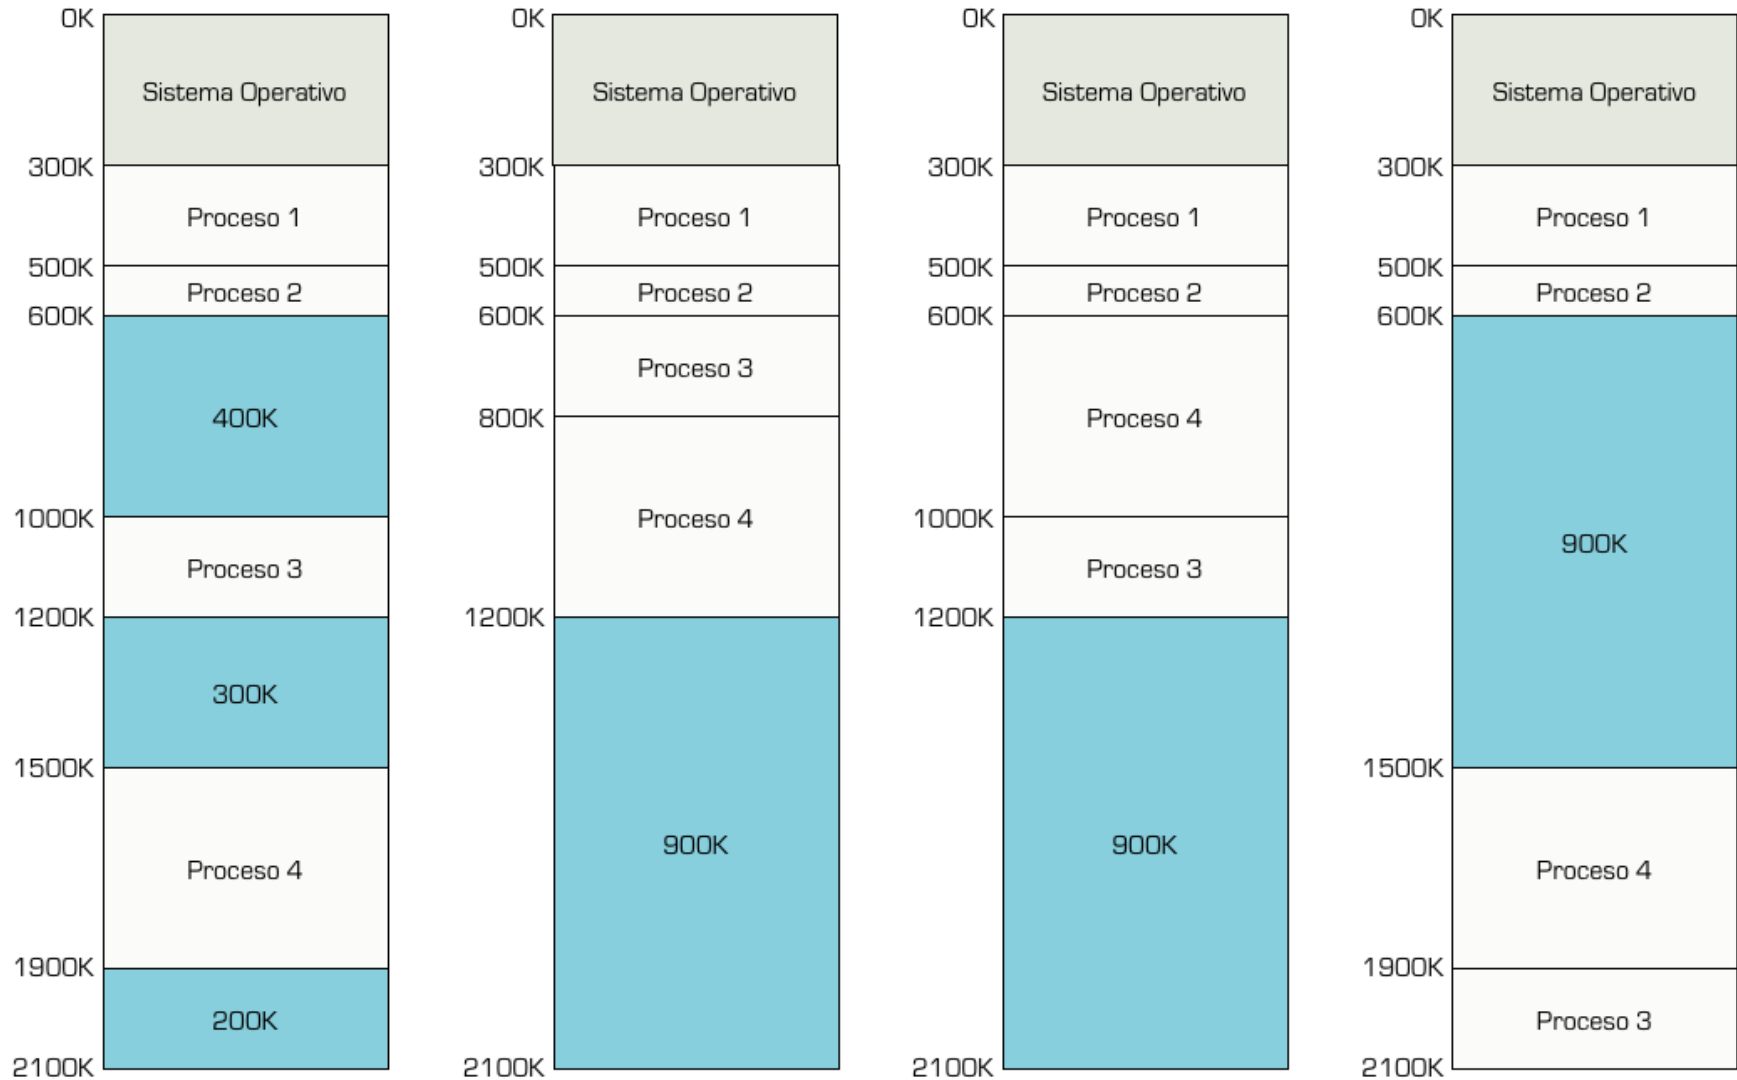 0K
Sistema Operativo
300K
Proceso 1
500K
Proceso 2
600K
400K
1000K
Proceso 3
1200K
300K
1500K
Proceso 4
1900K
200K
2100K
0K
Sistema Operativo
300K
Proceso 1
500K
Proceso 2
600K
Proceso 3
800K
Proceso 4
1200K
900K
2100K
0K
Sistema Operativo
300K
Proceso 1
500K
Proceso 2
600K
Proceso 4
1000K
Proceso 3
1200K
900K
2100K
0K
Sistema Operativo
300K
Proceso 1
500K
Proceso 2
600K
900K
1500K
Proceso 4
1900K
Proceso 3
2100K